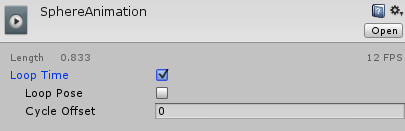 SphereAnimation
Open
Length 0.833 12 FPS
Loop Time
Loop Pose
Cycle Offset 0